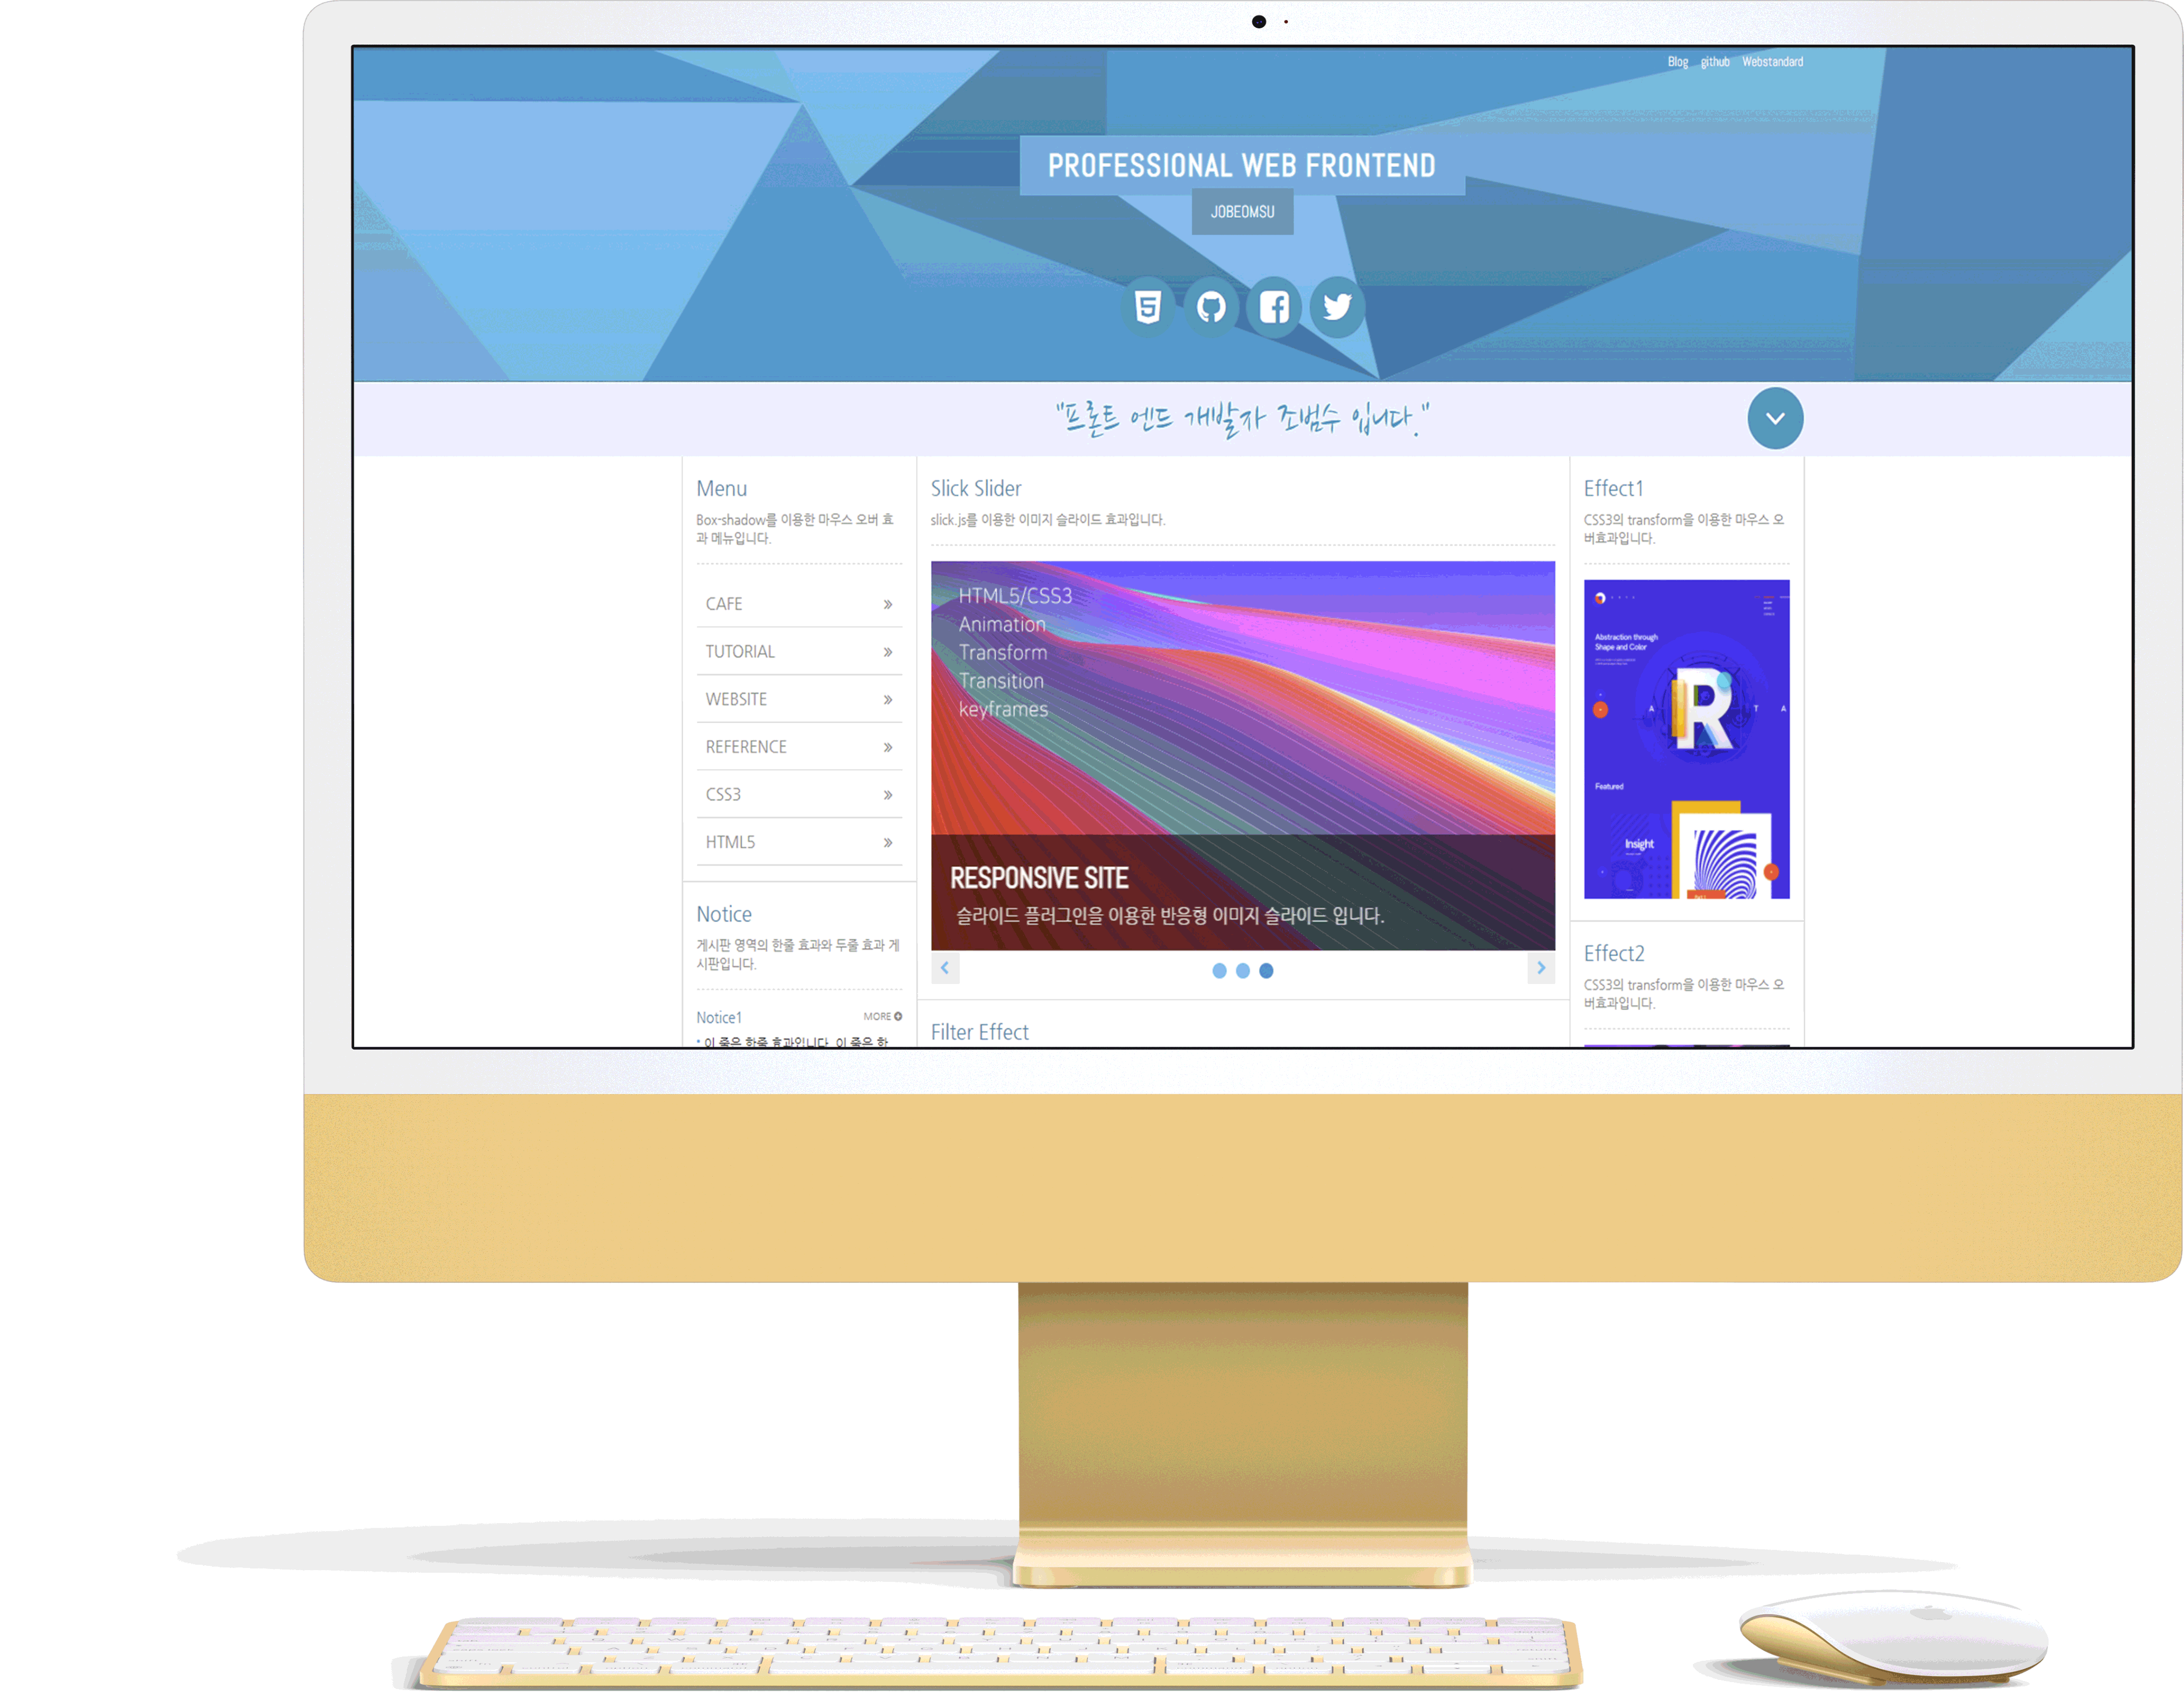 Blog github Webstandard
PROFESSIONAL WEB FRONTEND
JOBEOMSU
"프론트 엔드 개발자 조범수 입니다."
Menu
Box-shadow를 이용한 마우스 오버 효
과 메뉴입니다.
CAFE
TUTORIAL
WEBSITE
REFERENCE
CSS3
HTML5
Notice
게시판 영역의 한줄 효과와 두줄 효과 게
시판입니다.
Notice1 MORE
이 줄은 한줄 효과입니다. 이 줄은 한
Slick Slider
slick.js를 이용한 이미지 슬라이드 효과입니다.
HTML5/CSS3
Animation
Transform
Transition
keyframes
RESPONSIVE SITE
슬라이드 플러그인을 이용한 반응형 이미지 슬라이드 입니다.
Filter Effect
Effect1
CSS3의 transform을 이용한 마우스 오
버효과입니다.
Abstraction through
Shape and Color
A R T A
Featured
Insight
Effect2
CSS3의 transform을 이용한 마우스 오
버효과입니다.